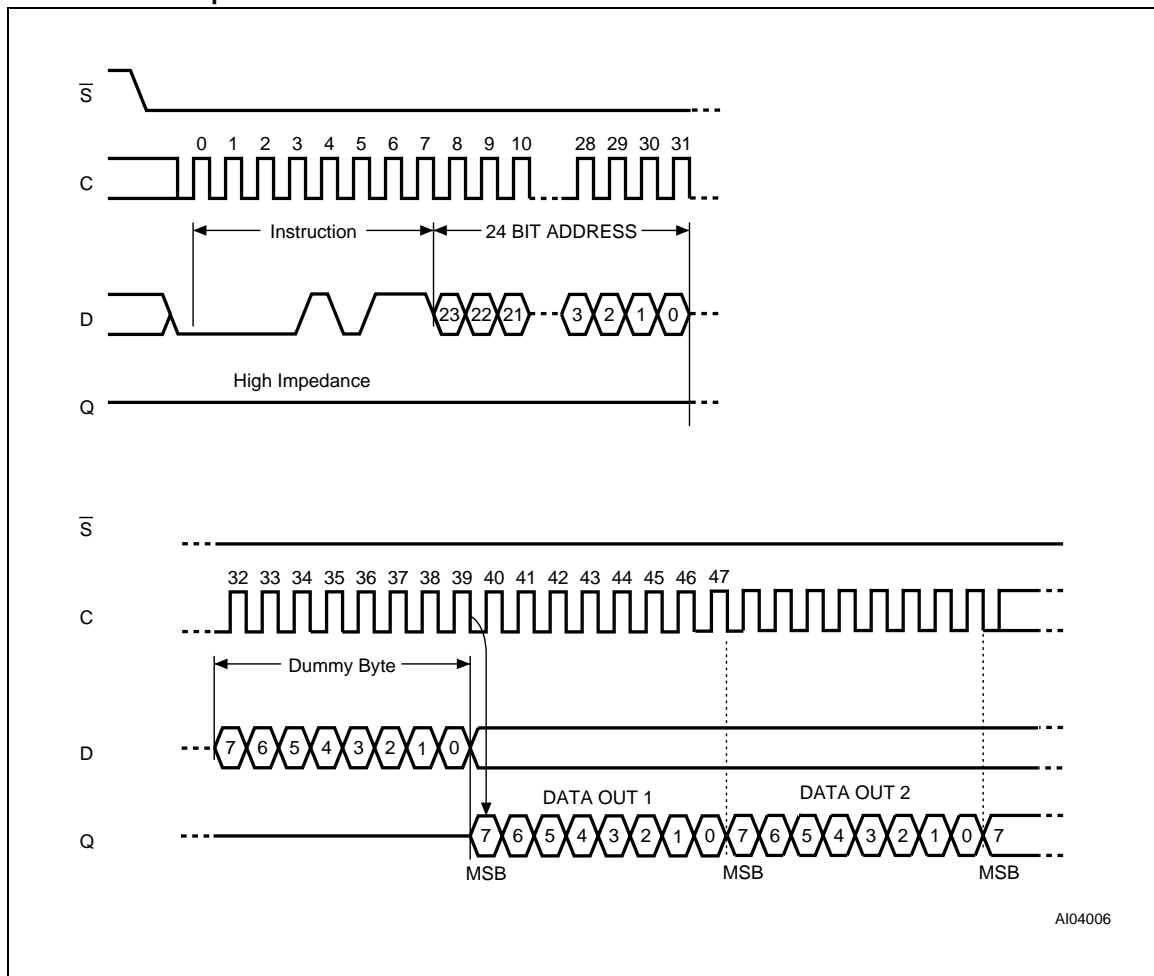 S
0 1 2 3 4 5 6 7 8 9 10 28 29 30 31
C
Instruction 24 BIT ADDRESS
D 23 22 21 3 2 1 0
High Impedance
Q
S
32 33 34 35 36 37 38 39 40 41 42 43 44 45 46 47
C
Dummy Byte
D 7 6 5 4 3 2 1 0
DATA OUT 1 DATA OUT 2
Q 7 6 5 4 3 2 1 0 7 6 5 4 3 2 1 0 7
MSB MSB MSB
AI04006